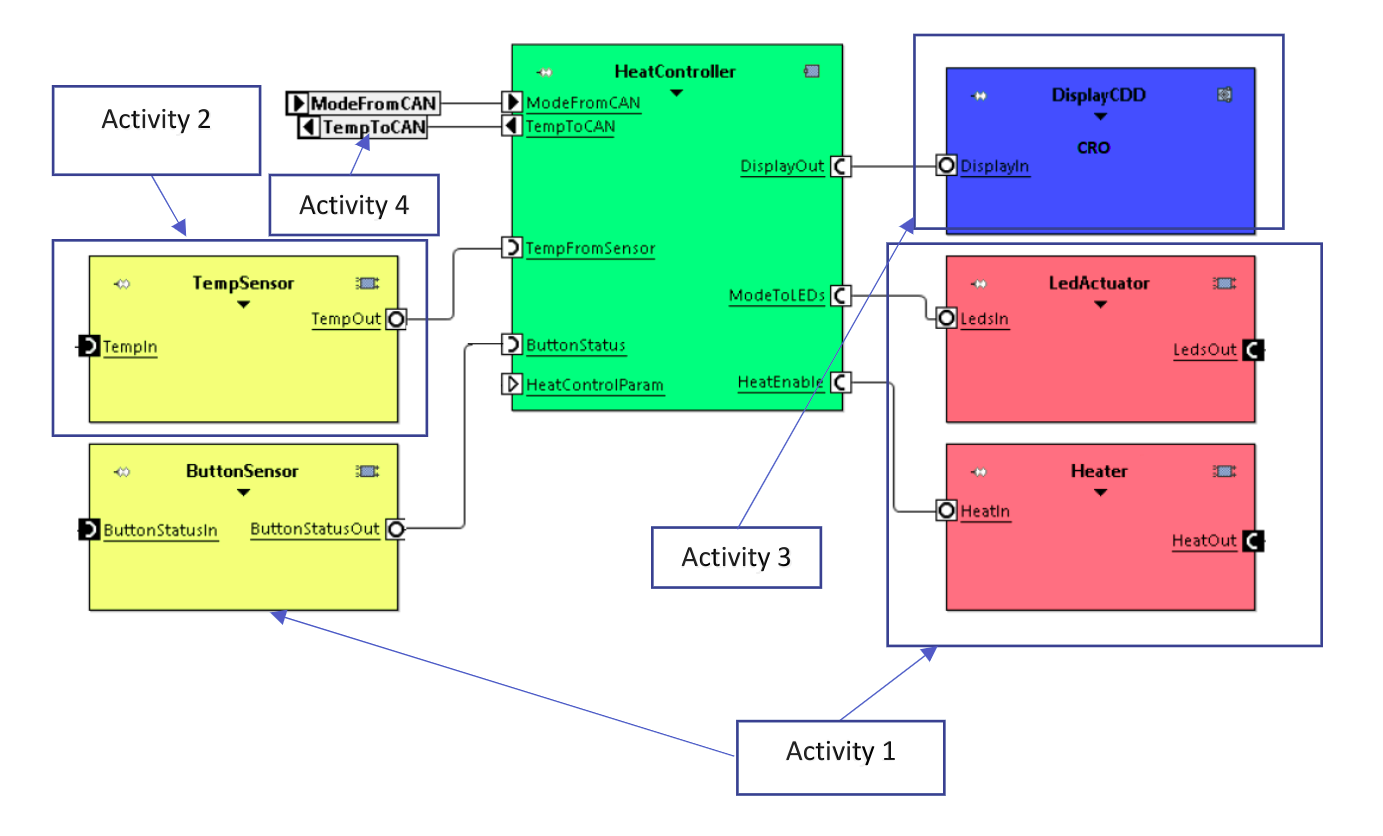 Activity 2
ModeFromCAN
TempToCAN
Activity 4
HeatController
ModeFromCAN
TempToCAN
DisplayOut
TempFromSensor
ModeToLEDs
ButtonStatus
HeatControlParam
HeatEnable
DisplayCDD
CRO
DisplayIn
TempSensor
TempOut
TempIn
LedActuator
LedsIn
LedsOut
ButtonSensor
ButtonStatusIn
ButtonStatusOut
Heater
HeatIn
HeatOut
Activity 3
Activity 1